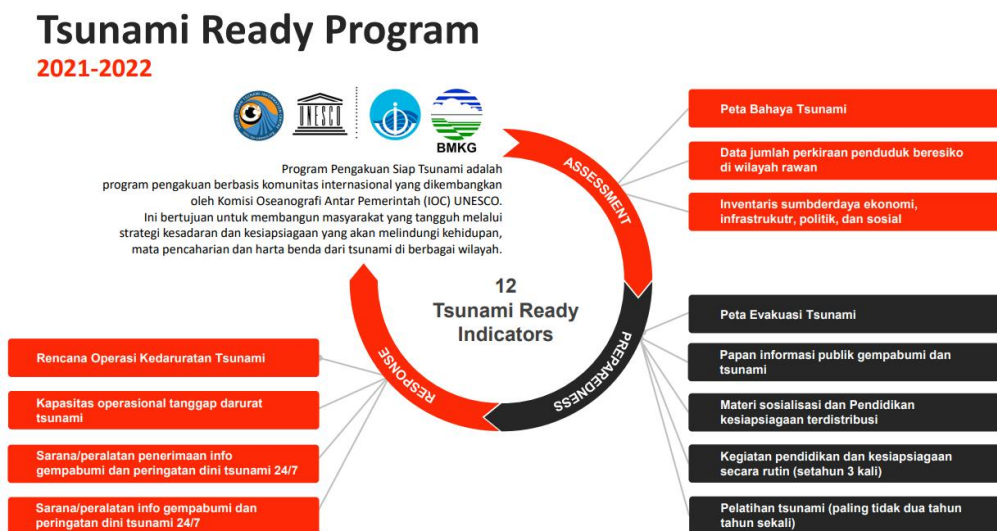 Tsunami Ready Program
2021-2022
UNESCO
BMKG
Program Pengakuan Siap Tsunami adalah
program pengakuan berbasis komunitas internasional yang dikembangkan
oleh Komisi Oseanografi Antar Pemerintah (IOC) UNESCO.
Ini bertujuan untuk membangun masyarakat yang tangguh melalui
strategi kesadaran dan kesiapsiagaan yang akan melindungi kehidupan,
mata pencaharian dan harta benda dari tsunami di berbagai wilayah.
12
Tsunami Ready
Indicators
ASSESSMENT
Peta Bahaya Tsunami
Data jumlah perkiraan penduduk beresiko
di wilayah rawan
Inventaris sumbderdaya ekonomi,
infrastrukutr, politik, dan sosial
PREPAREDNESS
Peta Evakuasi Tsunami
Papan informasi publik gempabumi dan
tsunami
Materi sosialisasi dan Pendidikan
kesiapsiagaan terdistribusi
Kegiatan pendidikan dan kesiapsiagaan
secara rutin (setahun 3 kali)
Pelatihan tsunami (paling tidak dua tahun
tahun sekali)
RESPONSE
Rencana Operasi Kedaruratan Tsunami
Kapasitas operasional tanggap darurat
tsunami
Sarana/peralatan penerimaan info
gempabumi dan peringatan dini tsunami 24/7
Sarana/peralatan info gempabumi dan
peringatan dini tsunami 24/7